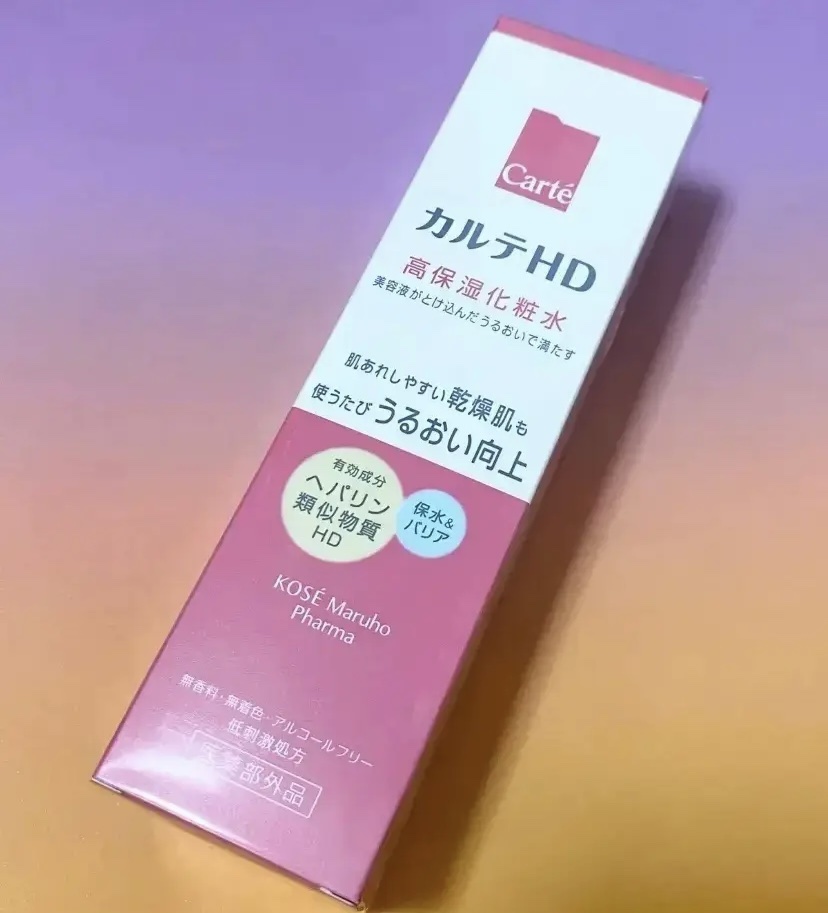 Carté
カルテHD
高保湿化粧水
美容液がとけ込んだうるおいで満たす
肌あれしやすい乾燥肌も
使うたび うるおい向上
有効成分
ヘパリン
類似物質
HD
保水&
バリア
KOSÉ Maruho
Pharma
無香料・無着色・アルコールフリー
低刺激処方
医薬部外品